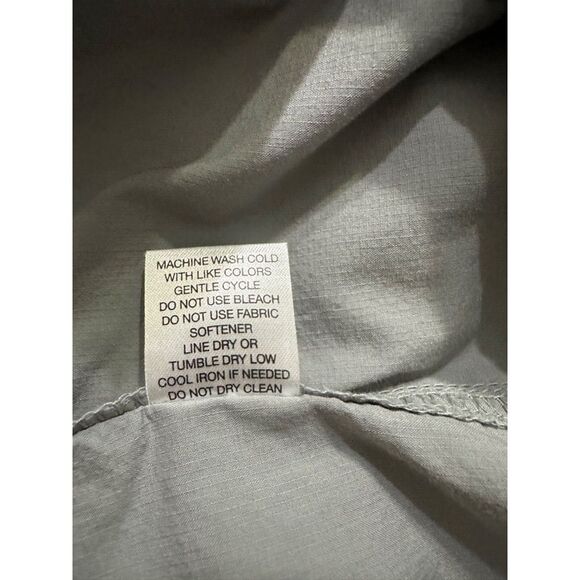 MACHINE WASH COLD
WITH LIKE COLORS
GENTLE CYCLE
DO NOT USE BLEACH
DO NOT USE FABRIC
SOFTENER
LINE DRY OR
TUMBLE DRY LOW
COOL IRON IF NEEDED
DO NOT DRY CLEAN